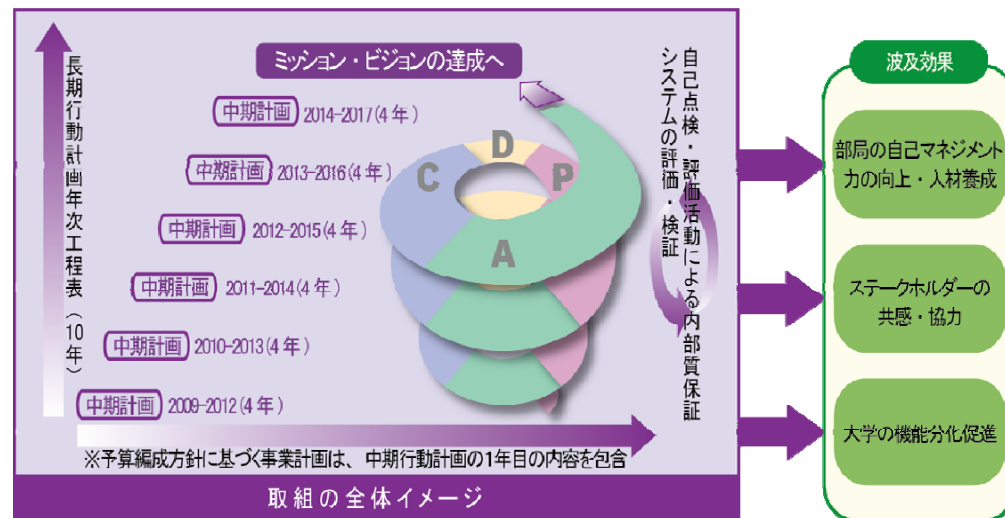 ミッション・ビジョンの達成へ
長期行動計画年次工程表(10年)
中期計画 2014-2017(4年)
中期計画 2013-2016(4年)
中期計画 2012-2015(4年)
中期計画 2011-2014(4年)
中期計画 2010-2013(4年)
中期計画 2009-2012(4年)
D
C
P
A
自己点検・評価活動による内部質保証
システムの評価・検証
※予算編成方針に基づく事業計画は、中期行動計画の1年目の内容を包含
取組の全体イメージ
波及効果
部局の自己マネジメント
力の向上・人材養成
ステークホルダーの
共感・協力
大学の機能分化促進